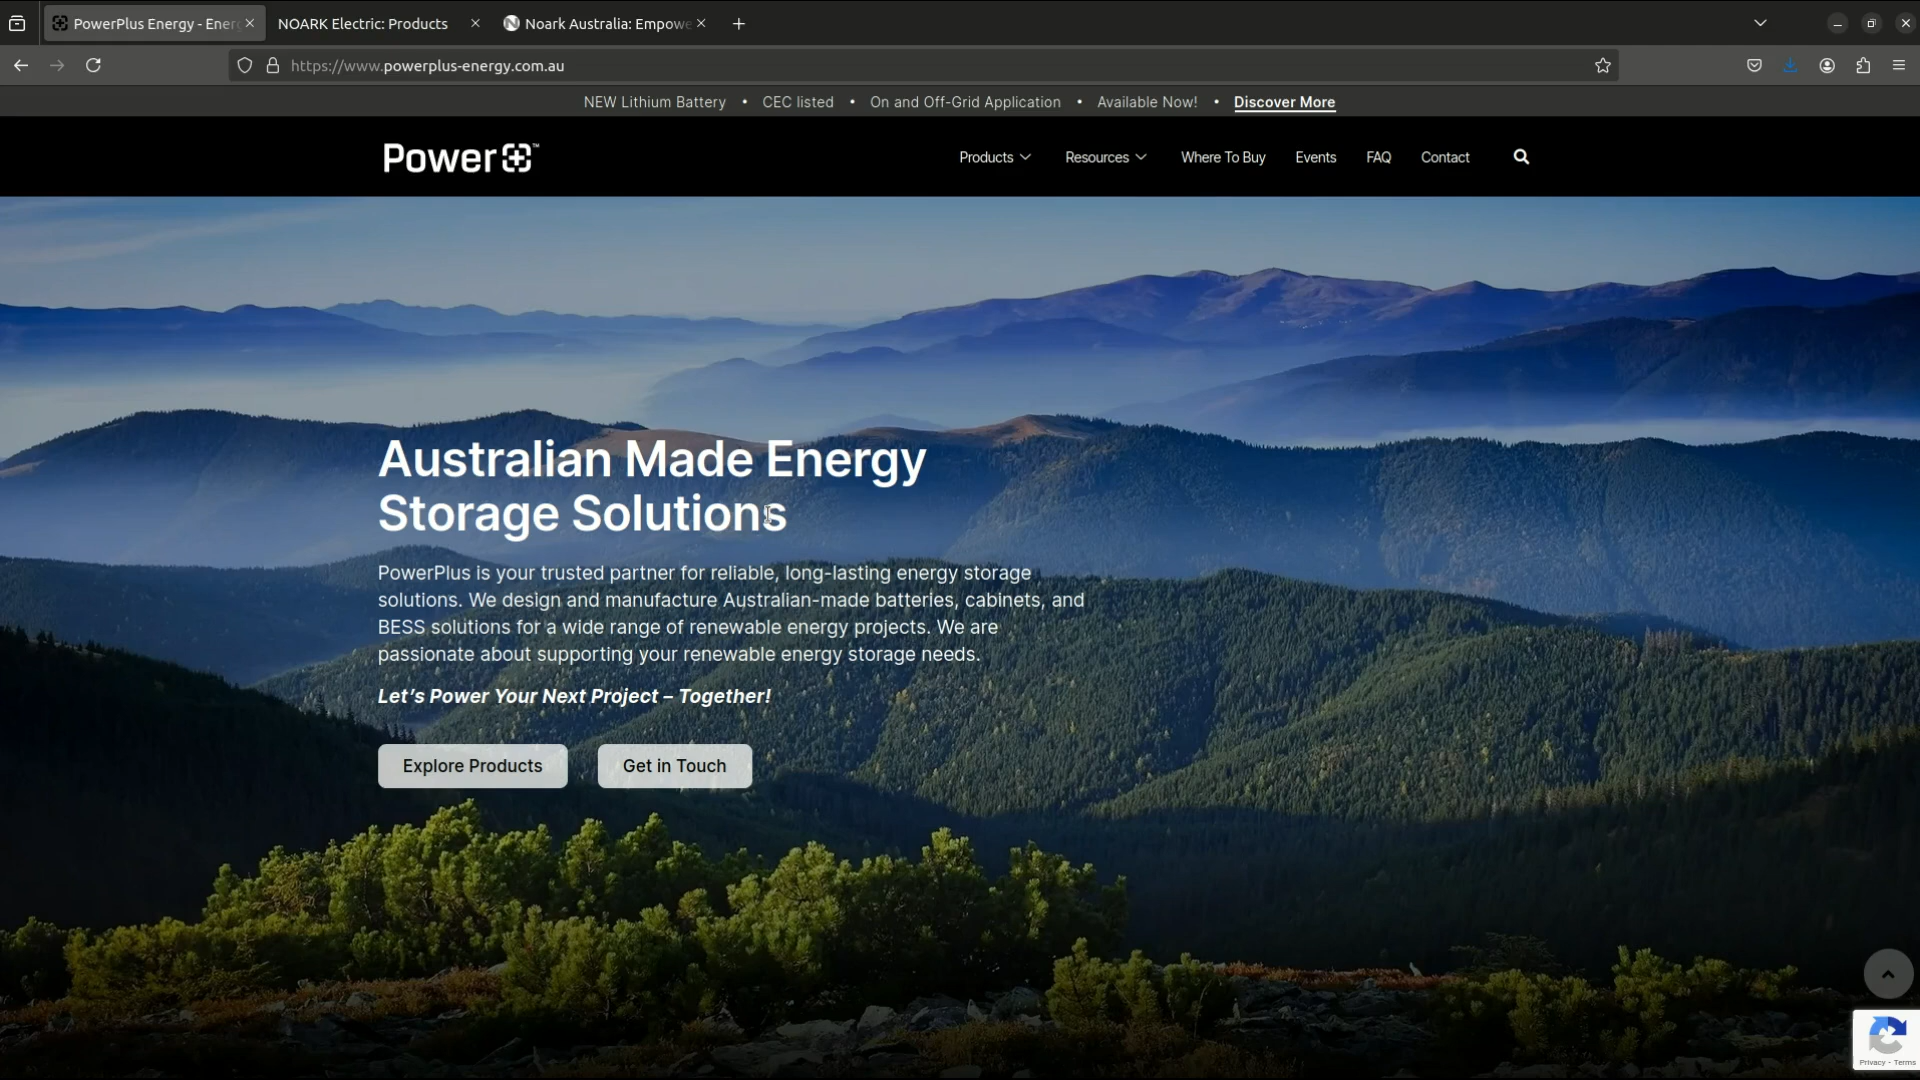 PowerPlus Energy - Ener
NOARK Electric: Products
Noark Australia: Empowe
https://www.powerplus-energy.com.au
NEW Lithium Battery • CEC listed • On and Off-Grid Application • Available Now! • Discover More
Power™
Products
Resources
Where To Buy
Events
FAQ
Contact
Australian Made Energy
Storage Solutions
PowerPlus is your trusted partner for reliable, long-lasting energy storage
solutions. We design and manufacture Australian-made batteries, cabinets, and
BESS solutions for a wide range of renewable energy projects. We are
passionate about supporting your renewable energy storage needs.
Let's Power Your Next Project – Together!
Explore Products
Get in Touch
Privacy - Terms